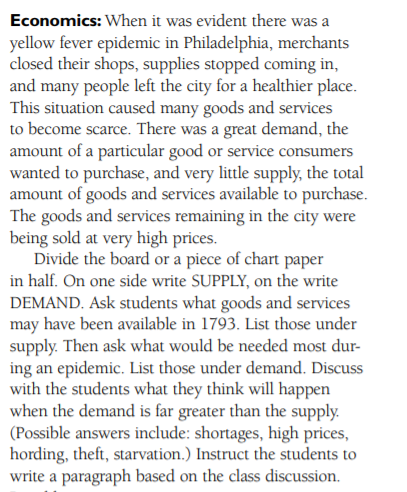 Economics: When it was evident there was a
yellow fever epidemic in Philadelphia, merchants
closed their shops, supplies stopped coming in,
and many people left the city for a healthier place.
This situation caused many goods and services
to become scarce. There was a great demand, the
amount of a particular good or service consumers
wanted to purchase, and very little supply, the total
amount of goods and services available to purchase.
The goods and services remaining in the city were
being sold at very high prices.
Divide the board or a piece of chart paper
in half. On one side write SUPPLY, on the write
DEMAND. Ask students what goods and services
may have been available in 1793. List those under
supply. Then ask what would be needed most dur-
ing an epidemic. List those under demand. Discuss
with the students what they think will happen
when the demand is far greater than the supply.
(Possible answers include: shortages, high prices,
hording, theft, starvation.) Instruct the students to
write a paragraph based on the class discussion.